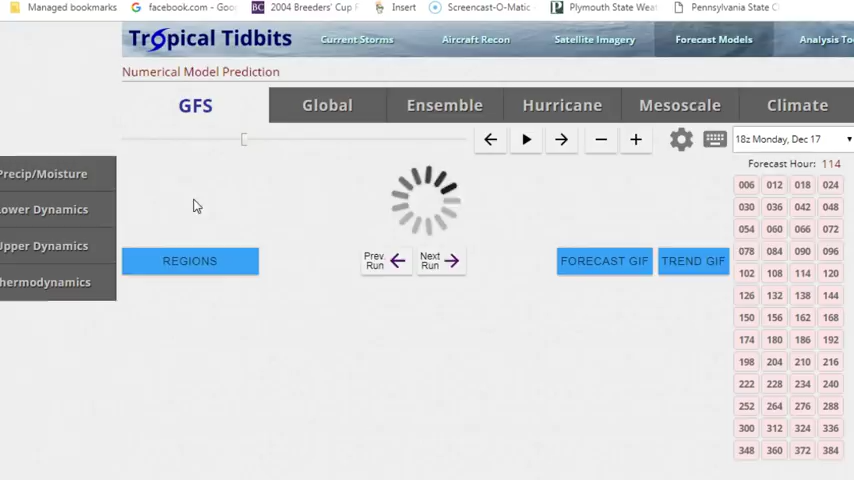 Managed bookmarks facebook.com - Goo 2004 Breeders' Cup F Insert Screencast-O-Matic Plymouth State Wea Pennsylvania State C
Tropical Tidbits Current Storms Aircraft Recon Satellite Imagery Forecast Models Analysis Too
Numerical Model Prediction
GFS Global Ensemble Hurricane Mesoscale Climate
18z Monday, Dec 17
Forecast Hour: 114
Precip/Moisture
Lower Dynamics
Upper Dynamics
hermodynamics
REGIONS
Prev. Run
Next Run
FORECAST GIF TREND GIF
006 012 018 024
030 036 042 048
054 060 066 072
078 084 090 096
102 108 114 120
126 132 138 144
150 156 162 168
174 180 186 192
198 204 210 216
222 228 234 240
252 264 276 288
300 312 324 336
348 360 372 384